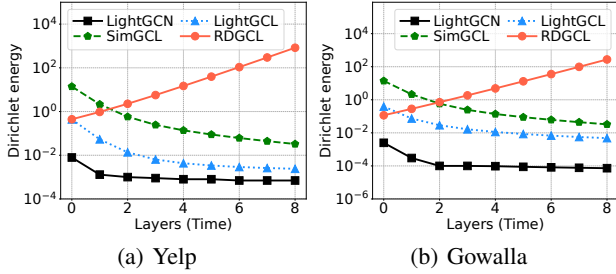 LightGCN
SimGCL
LightGCL
RDGCL
Dirichlet energy
10^4
10^2
10^0
10^−2
10^−4
0 2 4 6 8
Layers (Time)
(a) Yelp
LightGCN
SimGCL
LightGCL
RDGCL
Dirichlet energy
10^4
10^2
10^0
10^−2
10^−4
10^−6
0 2 4 6 8
Layers (Time)
(b) Gowalla